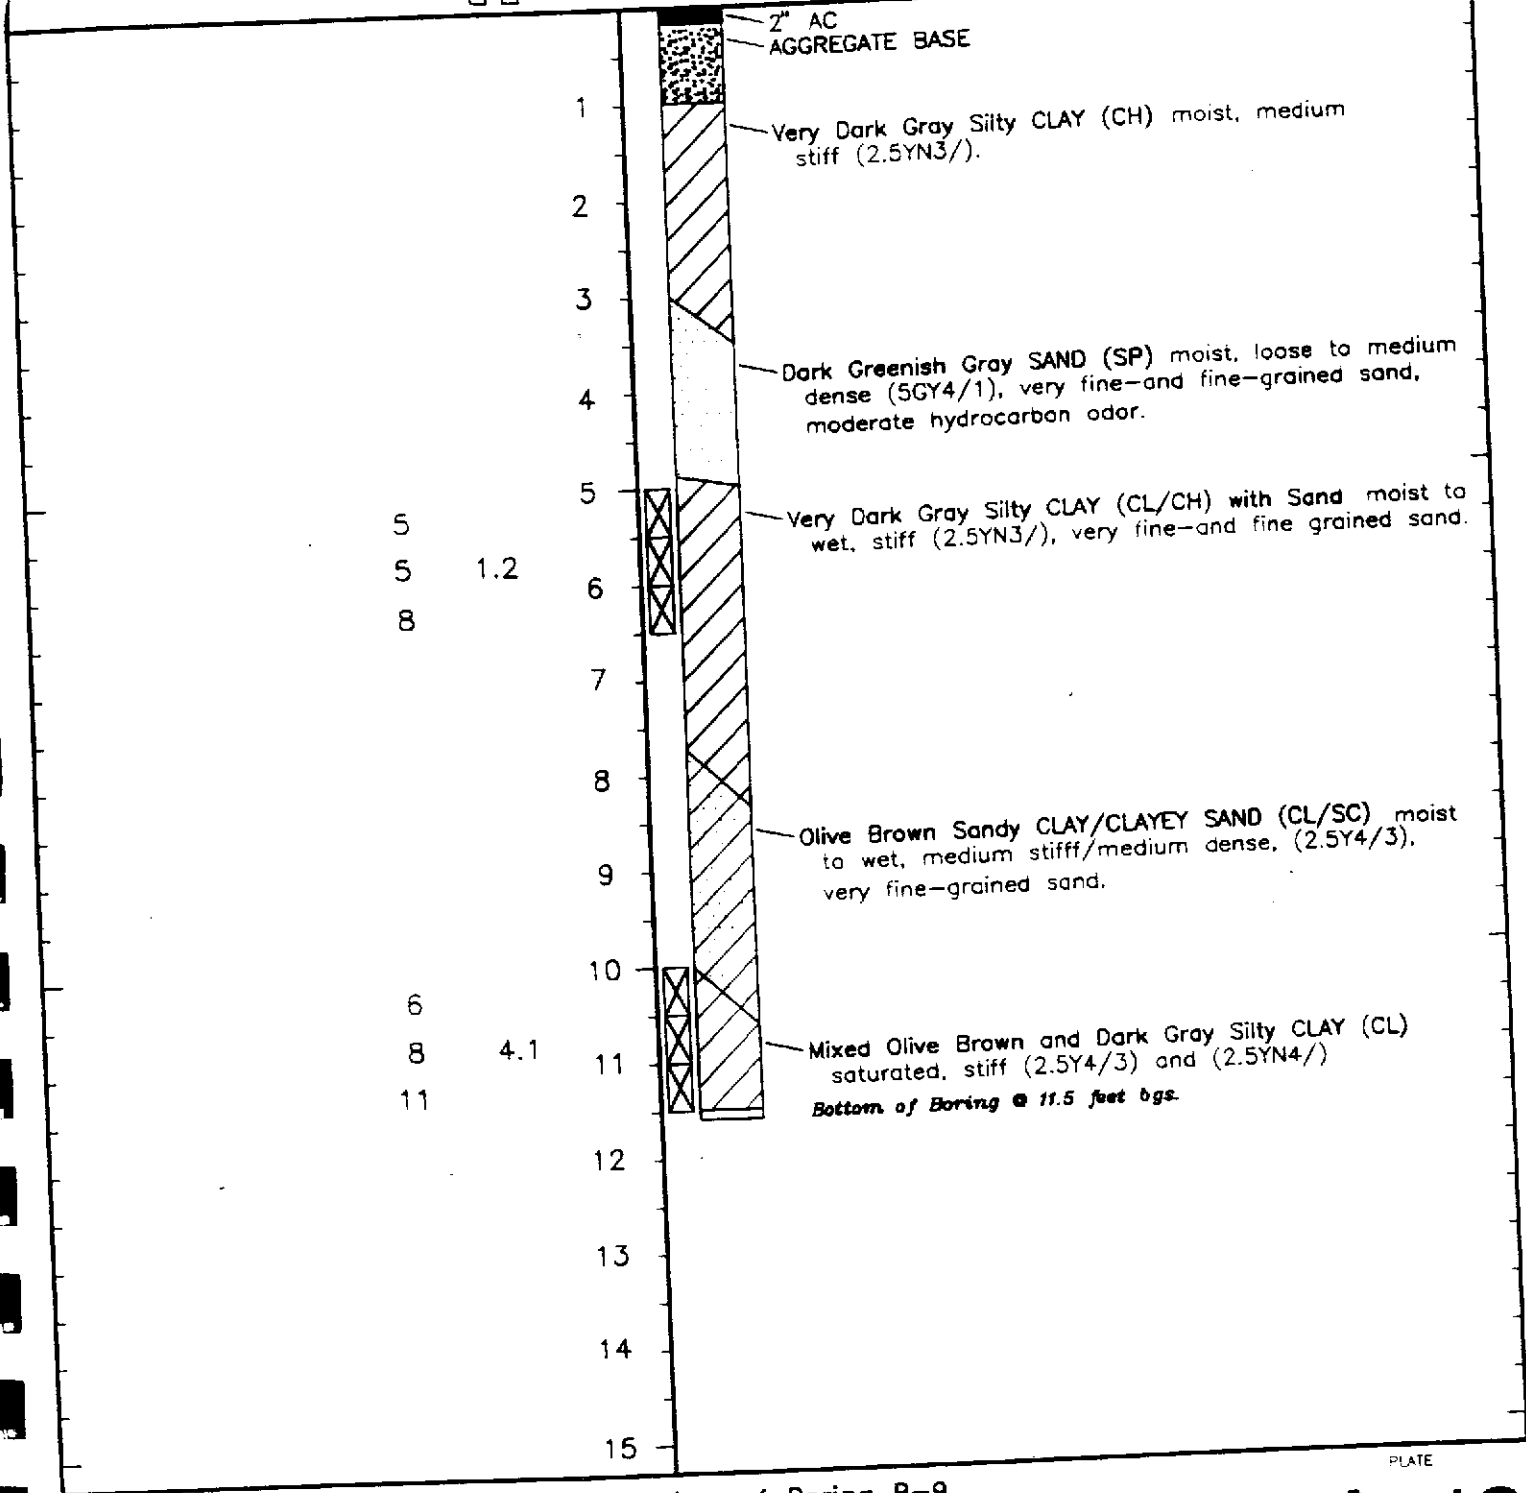 2" AC
AGGREGATE BASE
1
Very Dark Gray Silty CLAY (CH) moist, medium
stiff (2.5YN3/).
2
3
Dark Greenish Gray SAND (SP) moist, loose to medium
dense (5GY4/1), very fine-and fine-grained sand,
moderate hydrocarbon odor.
4
5
Very Dark Gray Silty CLAY (CL/CH) with Sand moist to
wet, stiff (2.5YN3/), very fine-and fine grained sand.
5
5 1.2
6
8
7
8
Olive Brown Sandy CLAY/CLAYEY SAND (CL/SC) moist
to wet, medium stifff/medium dense, (2.5Y4/3),
very fine-grained sand.
9
10
6
Mixed Olive Brown and Dark Gray Silty CLAY (CL)
saturated, stiff (2.5Y4/3) and (2.5YN4/)
8 4.1
11
11
Bottom of Boring @ 11.5 feet bgs.
12
13
14
15
PLATE
Boring B-9